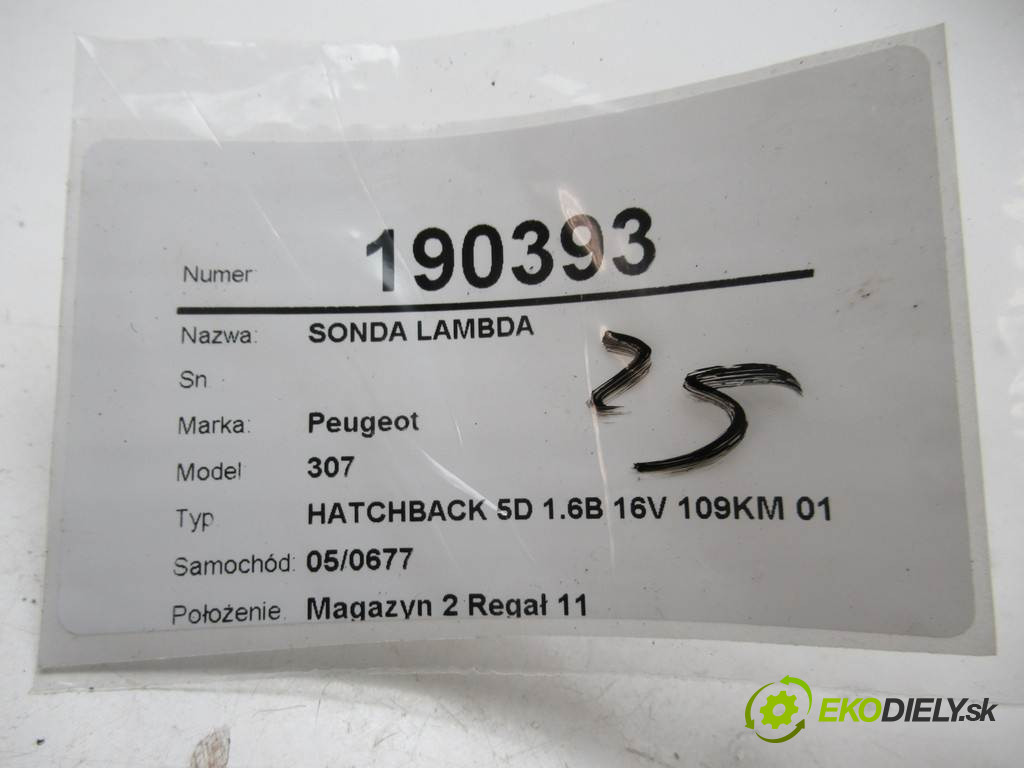 Numer: 190393
Nazwa: SONDA LAMBDA
Sn
Marka: Peugeot
Model 307
Typ HATCHBACK 5D 1.6B 16V 109KM 01
Samochód: 05/0677
Położenie. Magazyn 2 Regał 11
25
EKODIELY.sk